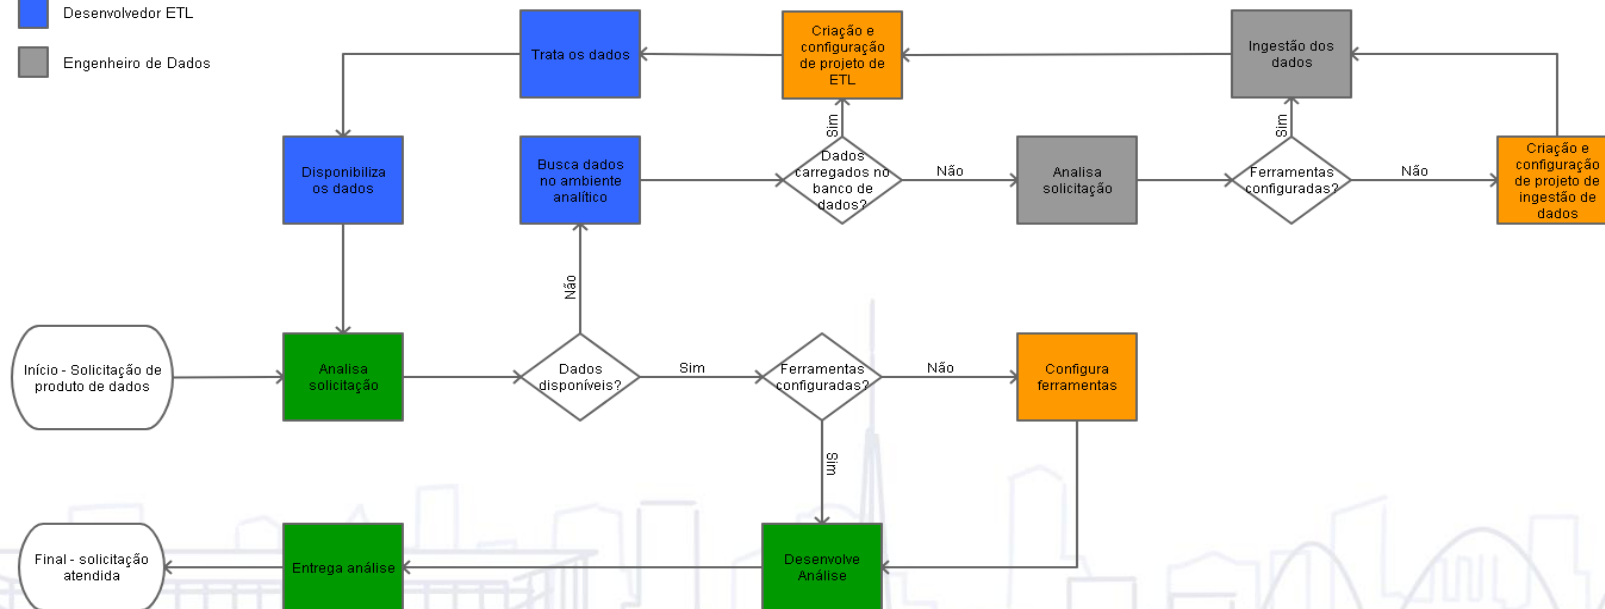 Desenvolvedor ETL
Engenheiro de Dados
Trata os dados
Criação e
configuração
de projeto de
ETL
Ingestão dos
dados
Disponibiliza
os dados
Busca dados
no ambiente
analítico
Sim
Dados
carregados no
banco de
dados?
Não
Analisa
solicitação
Sim
Ferramentas
configuradas?
Não
Criação e
configuração
de projeto de
ingestão de
dados
Não
Início - Solicitação de
produto de dados
Analisa
solicitação
Dados
disponíveis?
Sim
Ferramentas
configuradas?
Não
Configura
ferramentas
Sim
Final - solicitação
atendida
Entrega análise
Desenvolve
Análise